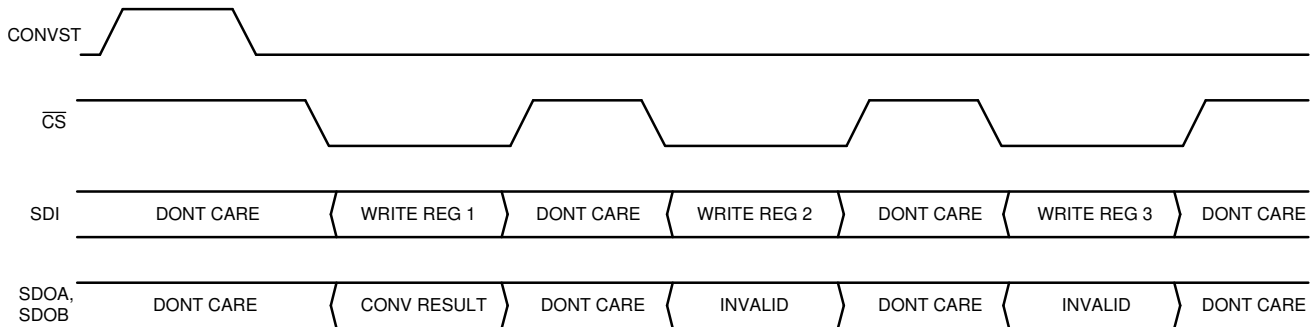 CONVST
CS
SDI DONT CARE WRITE REG 1 DONT CARE WRITE REG 2 DONT CARE WRITE REG 3 DONT CARE
SDOA,
SDOB DONT CARE CONV RESULT DONT CARE INVALID DONT CARE INVALID DONT CARE